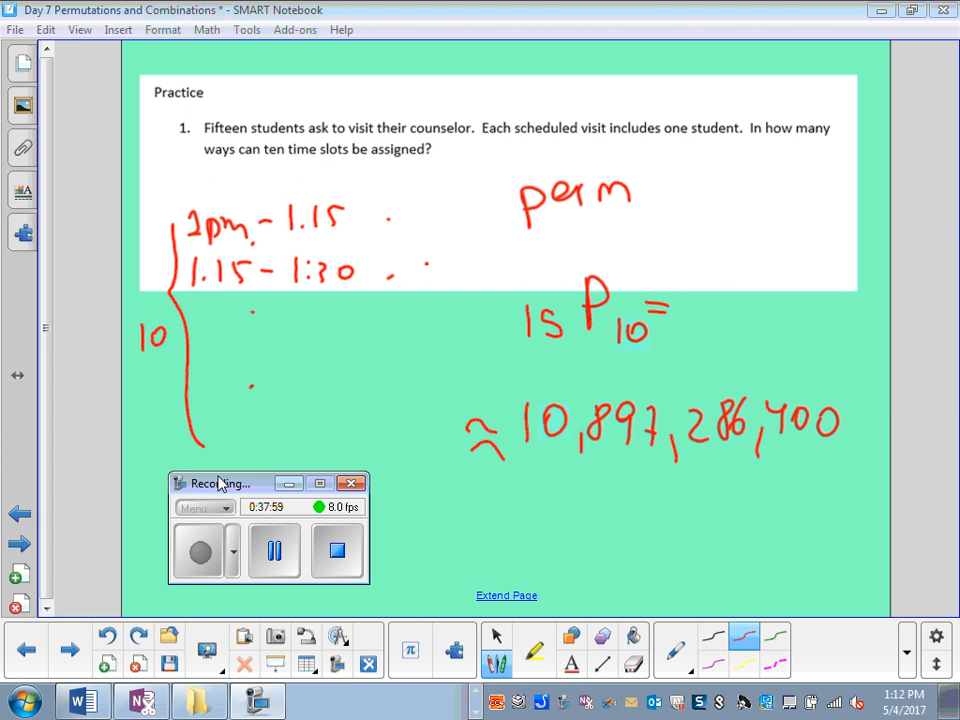 Day 7 Permutations and Combinations * - SMART Notebook
File Edit View Insert Format Math Tools Add-ons Help
Practice
1. Fifteen students ask to visit their counselor. Each scheduled visit includes one student. In how many
ways can ten time slots be assigned?
perm
1pm - 1.15 .
1.15 - 1:30 . .
15 P 10 =
10
≈ 10,897,286,400
Recording...
Menu 0:37:59 8.0 fps
Extend Page
1:12 PM
5/4/2017